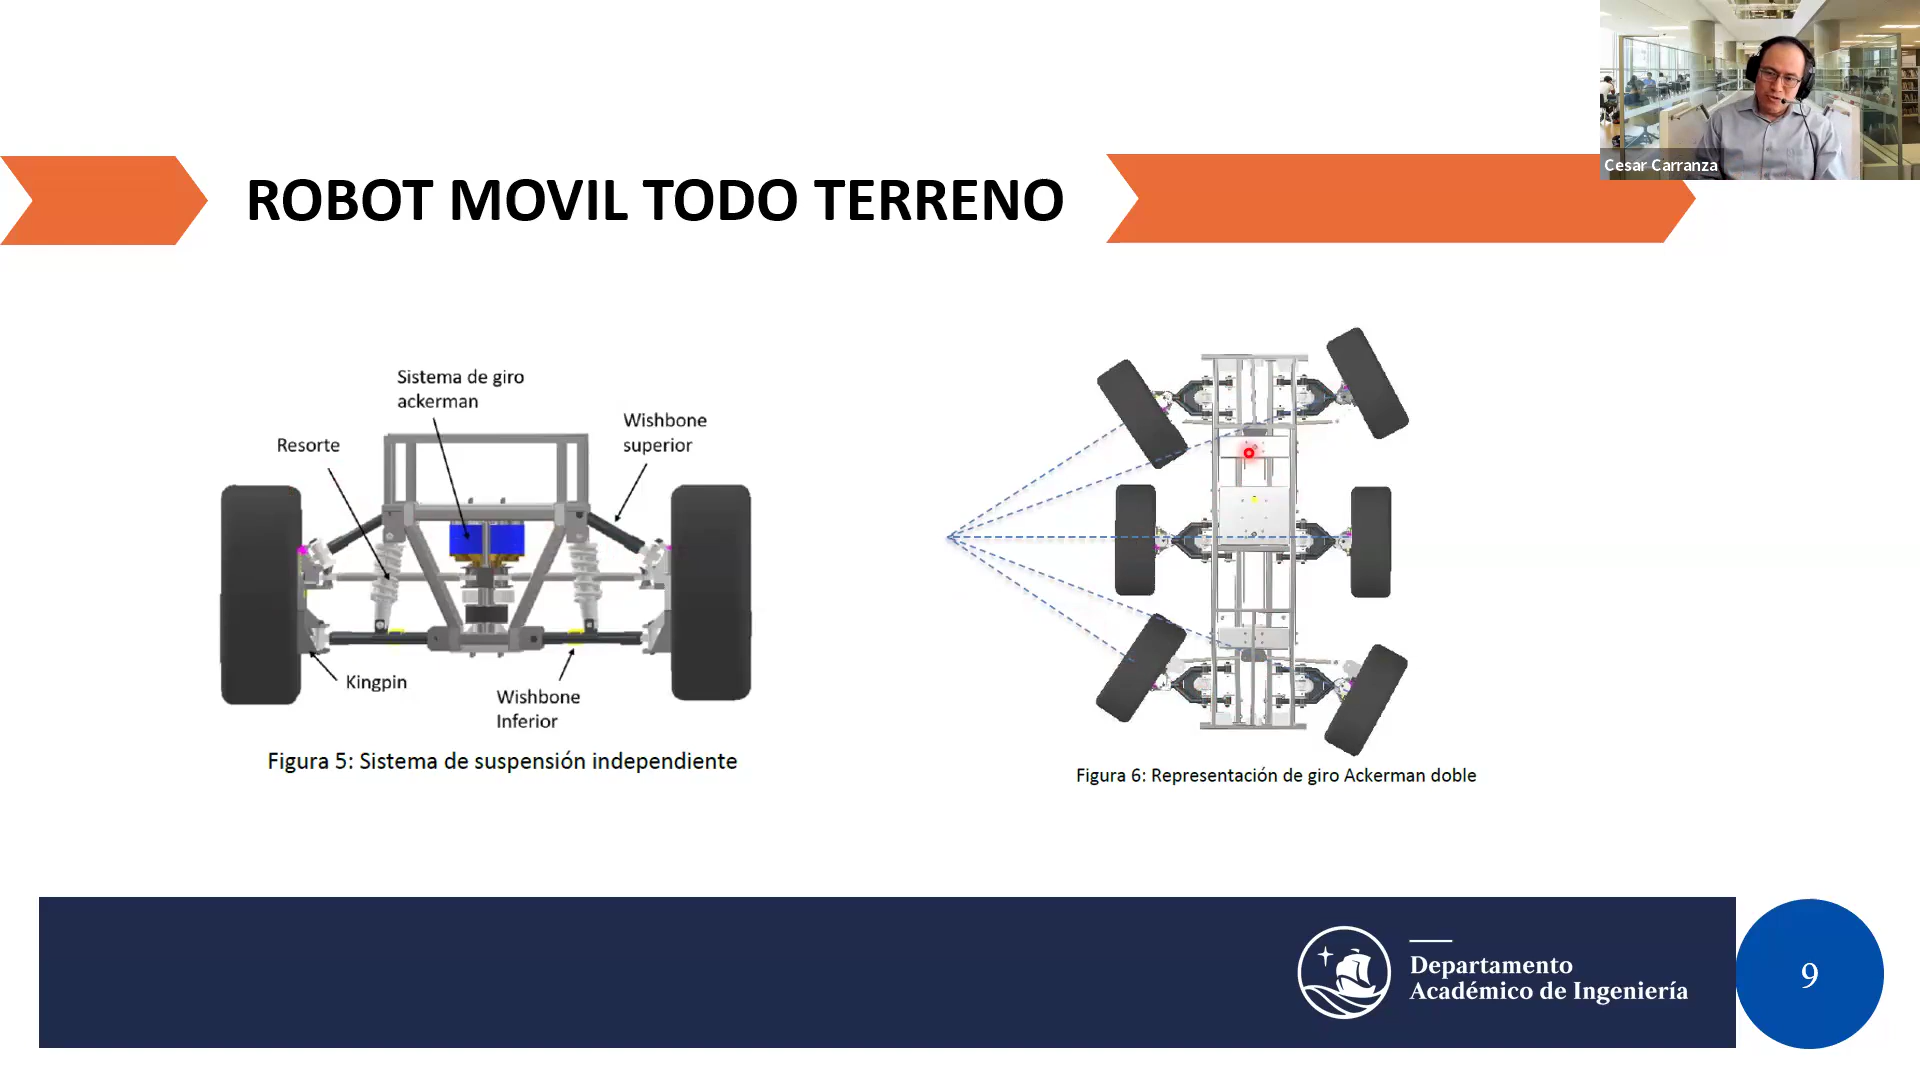 Cesar Carranza
ROBOT MOVIL TODO TERRENO
Sistema de giro
ackerman
Wishbone
superior
Resorte
Kingpin
Wishbone
Inferior
Figura 5: Sistema de suspensión independiente
Figura 6: Representación de giro Ackerman doble
Departamento
Académico de Ingeniería
9